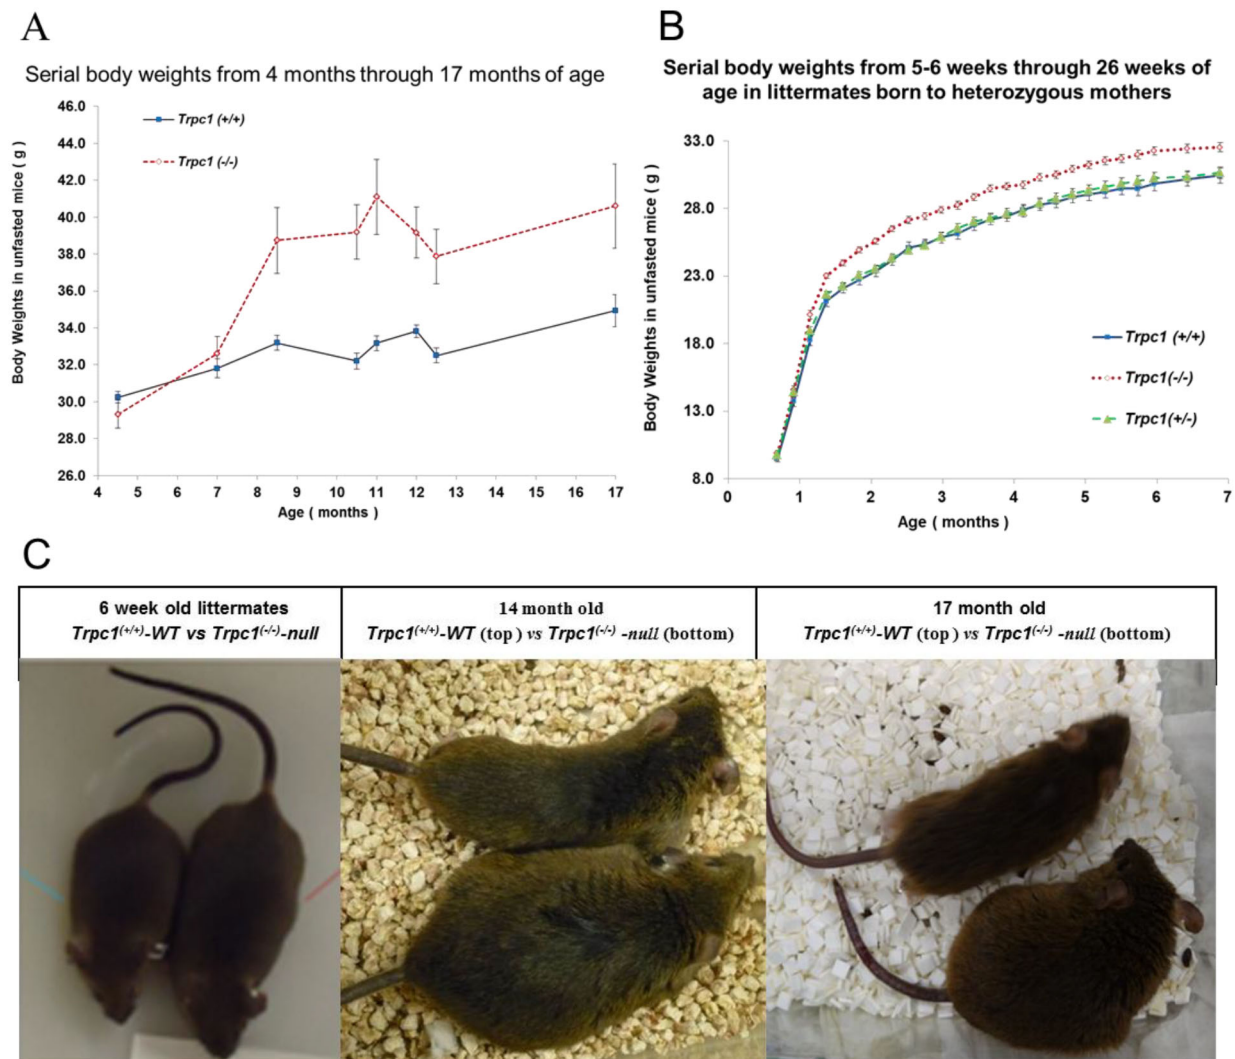 A
Serial body weights from 4 months through 17 months of age
46.0
44.0
42.0
40.0
38.0
36.0
34.0
32.0
30.0
28.0
26.0
Body Weights in unfasted mice ( g )
Trpc1 (+/+)
Trpc1 (-/-)
4 5 6 7 8 9 10 11 12 13 14 15 16 17
Age ( months )
B
Serial body weights from 5-6 weeks through 26 weeks of
age in littermates born to heterozygous mothers
33.0
28.0
23.0
18.0
13.0
8.0
Body Weights in unfasted mice ( g )
Trpc1 (+/+)
Trpc1(-/-)
Trpc1(+/-)
0 1 2 3 4 5 6 7
Age ( months )
C
6 week old littermates
Trpc1(+/+)-WT vs Trpc1(-/-)-null
14 month old
Trpc1(+/+)-WT (top ) vs Trpc1(-/-) -null (bottom)
17 month old
Trpc1(+/+)-WT (top ) vs Trpc1(-/-) -null (bottom)